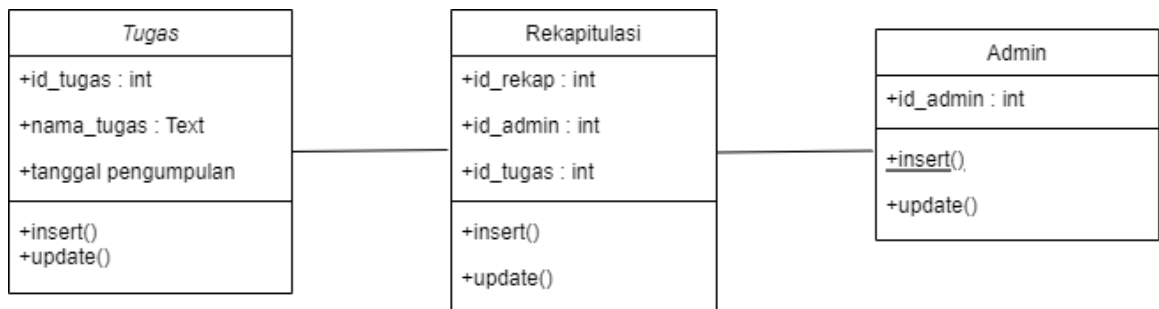 Tugas
+id_tugas : int
+nama_tugas : Text
+tanggal pengumpulan
+insert()
+update()
Rekapitulasi
+id_rekap : int
+id_admin : int
+id_tugas : int
+insert()
+update()
Admin
+id_admin : int
+insert()
+update()